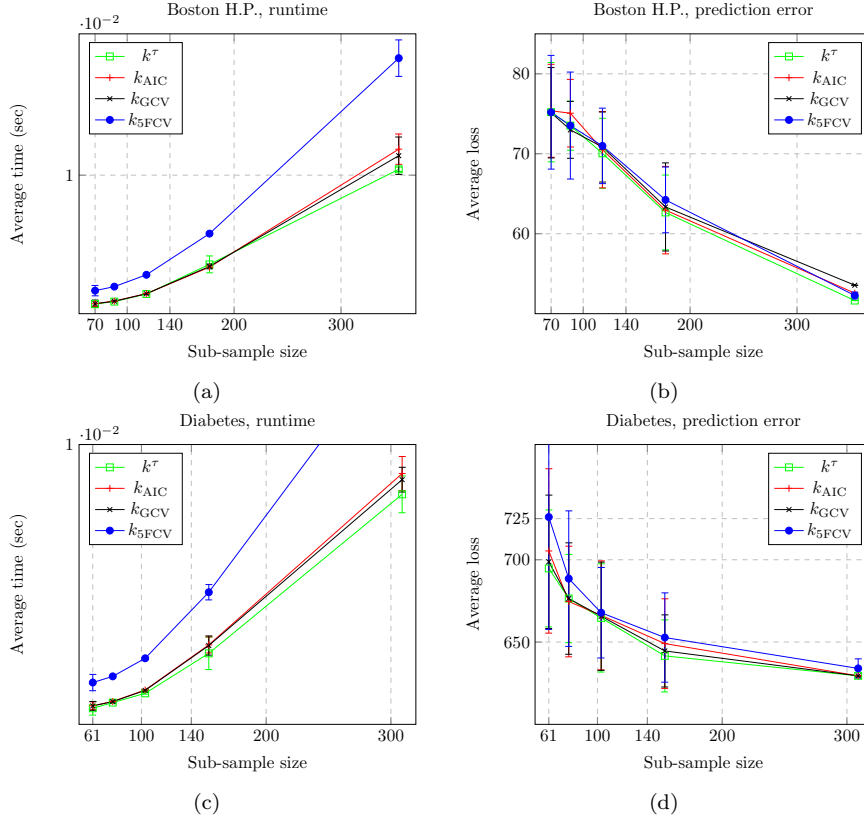 Boston H.P., runtime
·10⁻²
k^τ
k_AIC
k_GCV
k_5FCV
1
Average time (sec)
70 100 140 200 300
Sub-sample size
(a)
Boston H.P., prediction error
k^τ
k_AIC
k_GCV
k_5FCV
80
70
60
Average loss
70 100 140 200 300
Sub-sample size
(b)
Diabetes, runtime
1 ·10⁻²
k^τ
k_AIC
k_GCV
k_5FCV
Average time (sec)
61 100 140 200 300
Sub-sample size
(c)
Diabetes, prediction error
k^τ
k_AIC
k_GCV
k_5FCV
725
700
650
Average loss
61 100 140 200 300
Sub-sample size
(d)